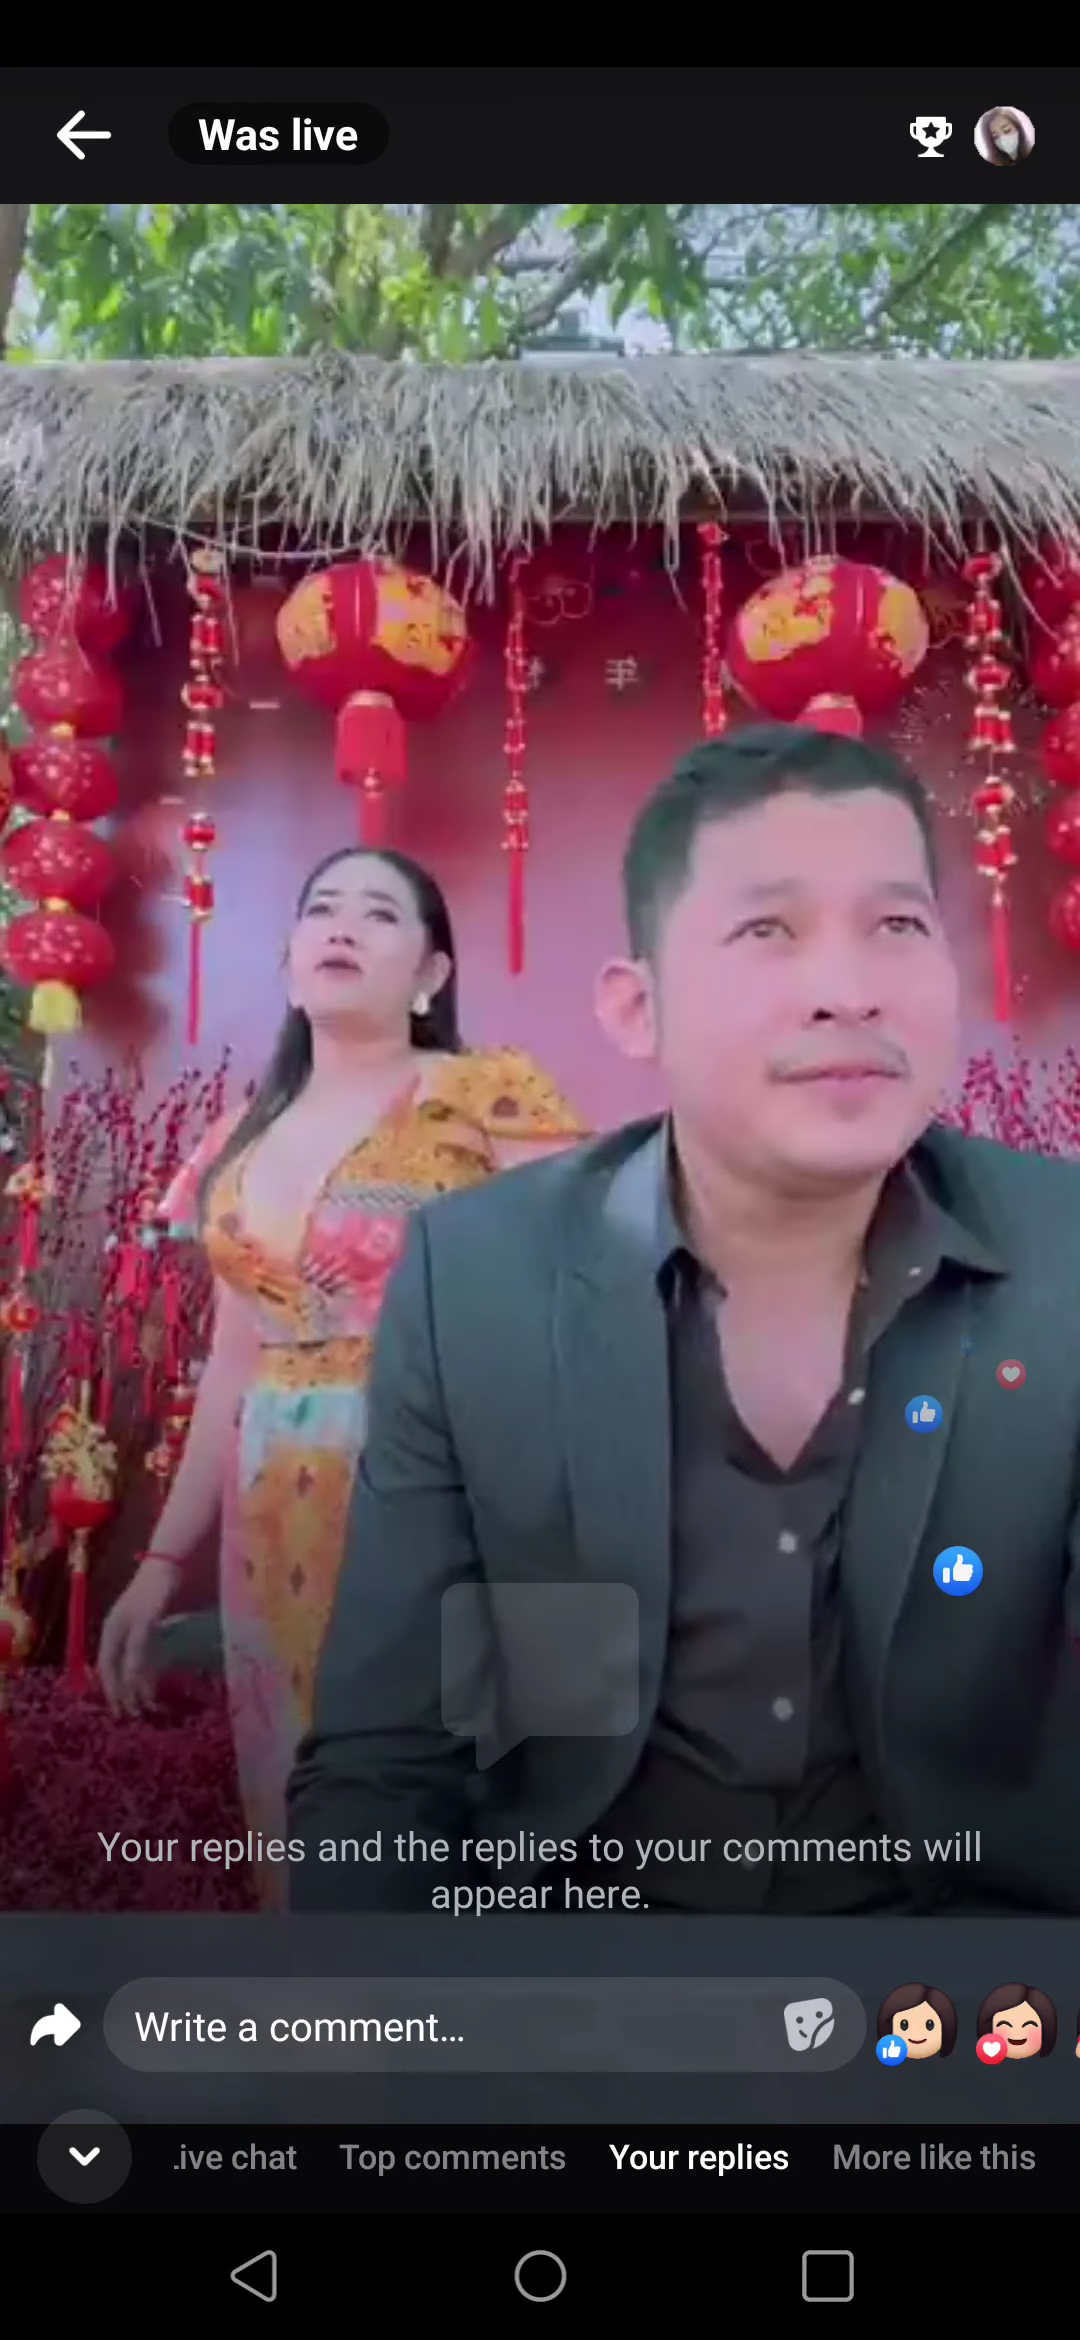 Was live
Your replies and the replies to your comments will
appear here.
Write a comment...
.ive chat Top comments Your replies More like this